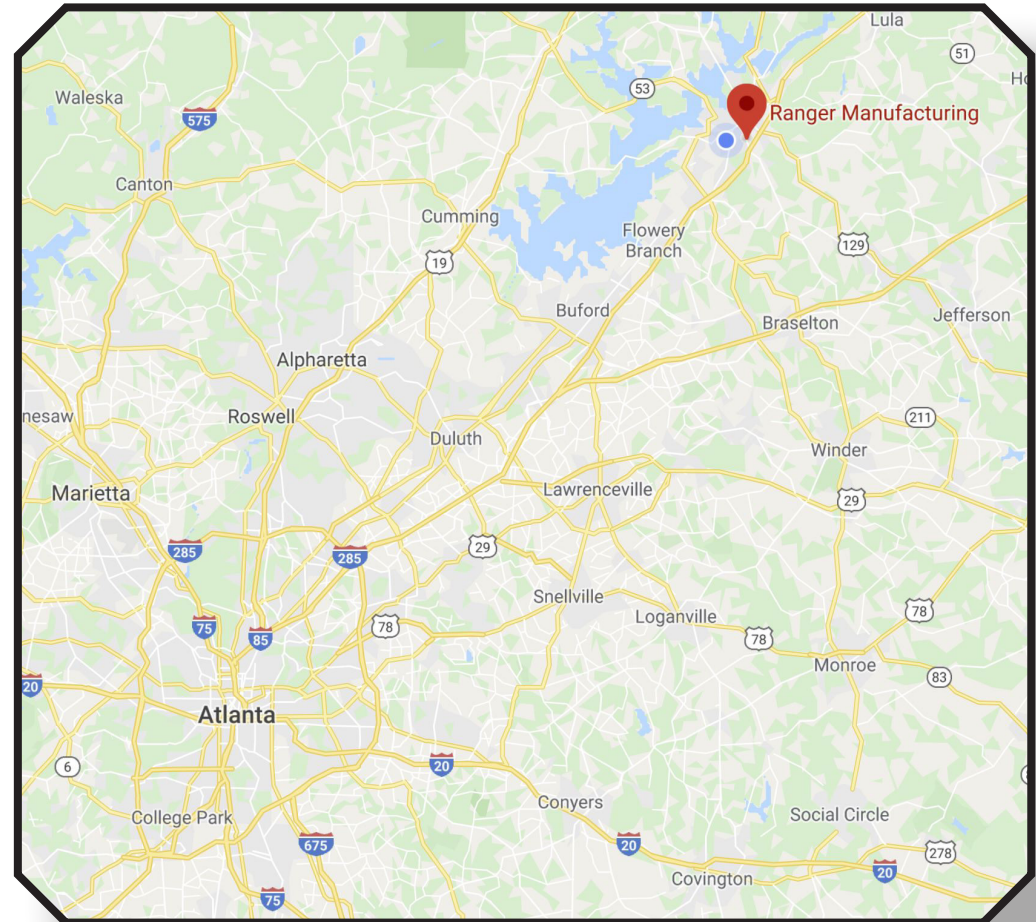 Lula
51
Ho
53
Waleska
Ranger Manufacturing
575
Canton
Cumming
Flowery
Branch
129
19
Buford
Braselton
Jefferson
Alpharetta
nesaw
Roswell
211
Duluth
Winder
Marietta
Lawrenceville
29
285
29
285
Snellville
78
Loganville
75
85
78
78
Monroe
83
20
Atlanta
20
6
Conyers
College Park
Social Circle
675
20
278
20
Covington
75